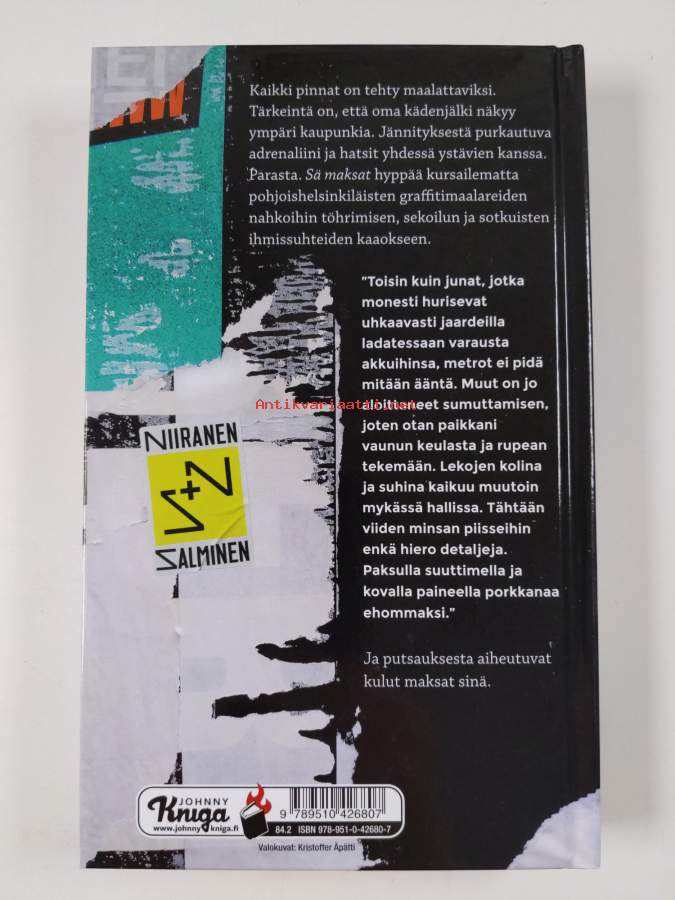 Kaikki pinnat on tehty maalattaviksi.
Tärkeintä on, että oma kädenjälki näkyy
ympäri kaupunkia. Jännityksestä purkautuva
adrenaliini ja hatsit yhdessä ystävien kanssa.
Parasta. Sä maksat hyppää kursailematta
pohjoishelsinkiläisten graffitimaalareiden
nahkoihin töhrimisen, sekoilun ja sotkuisten
ihmissuhteiden kaaokseen.
"Toisin kuin junat, jotka
monesti hurisevat
uhkaavasti jaardeilla
ladatessaan varausta
akkuihinsa, metrot ei pidä
mitään ääntä. Muut on jo
Antikvariaatti.net
aloittaneet sumuttamisen,
joten otan paikkani
vaunun keulasta ja rupean
tekemään. Lekojen kolina
ja suhina kaikuu muutoin
mykässä hallissa. Tähtään
viiden minsan piisseihin
enkä hiero detaljeja.
Paksulla suuttimella ja
kovalla paineella porkkanaa
ehommaksi."
Ja putsauksesta aiheutuvat
kulut maksat sinä.
NIIRANEN
S+N
SALMINEN
JOHNNY
Kniga
www.johnnykniga.fi
9 789510 426807
84.2 ISBN 978-951-0-42680-7
Valokuvat: Kristoffer Äpätti